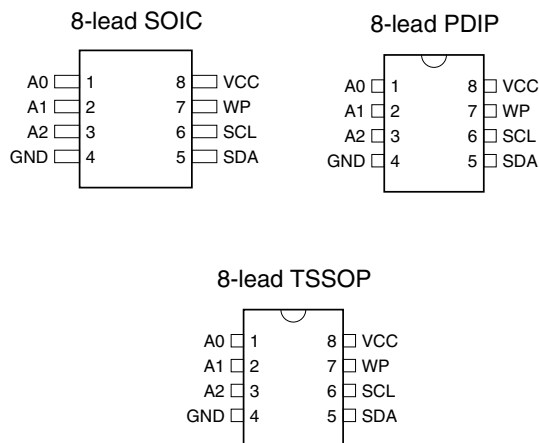 8-lead SOIC
A0 1 8 VCC
A1 2 7 WP
A2 3 6 SCL
GND 4 5 SDA
8-lead PDIP
A0 1 8 VCC
A1 2 7 WP
A2 3 6 SCL
GND 4 5 SDA
8-lead TSSOP
A0 1 8 VCC
A1 2 7 WP
A2 3 6 SCL
GND 4 5 SDA